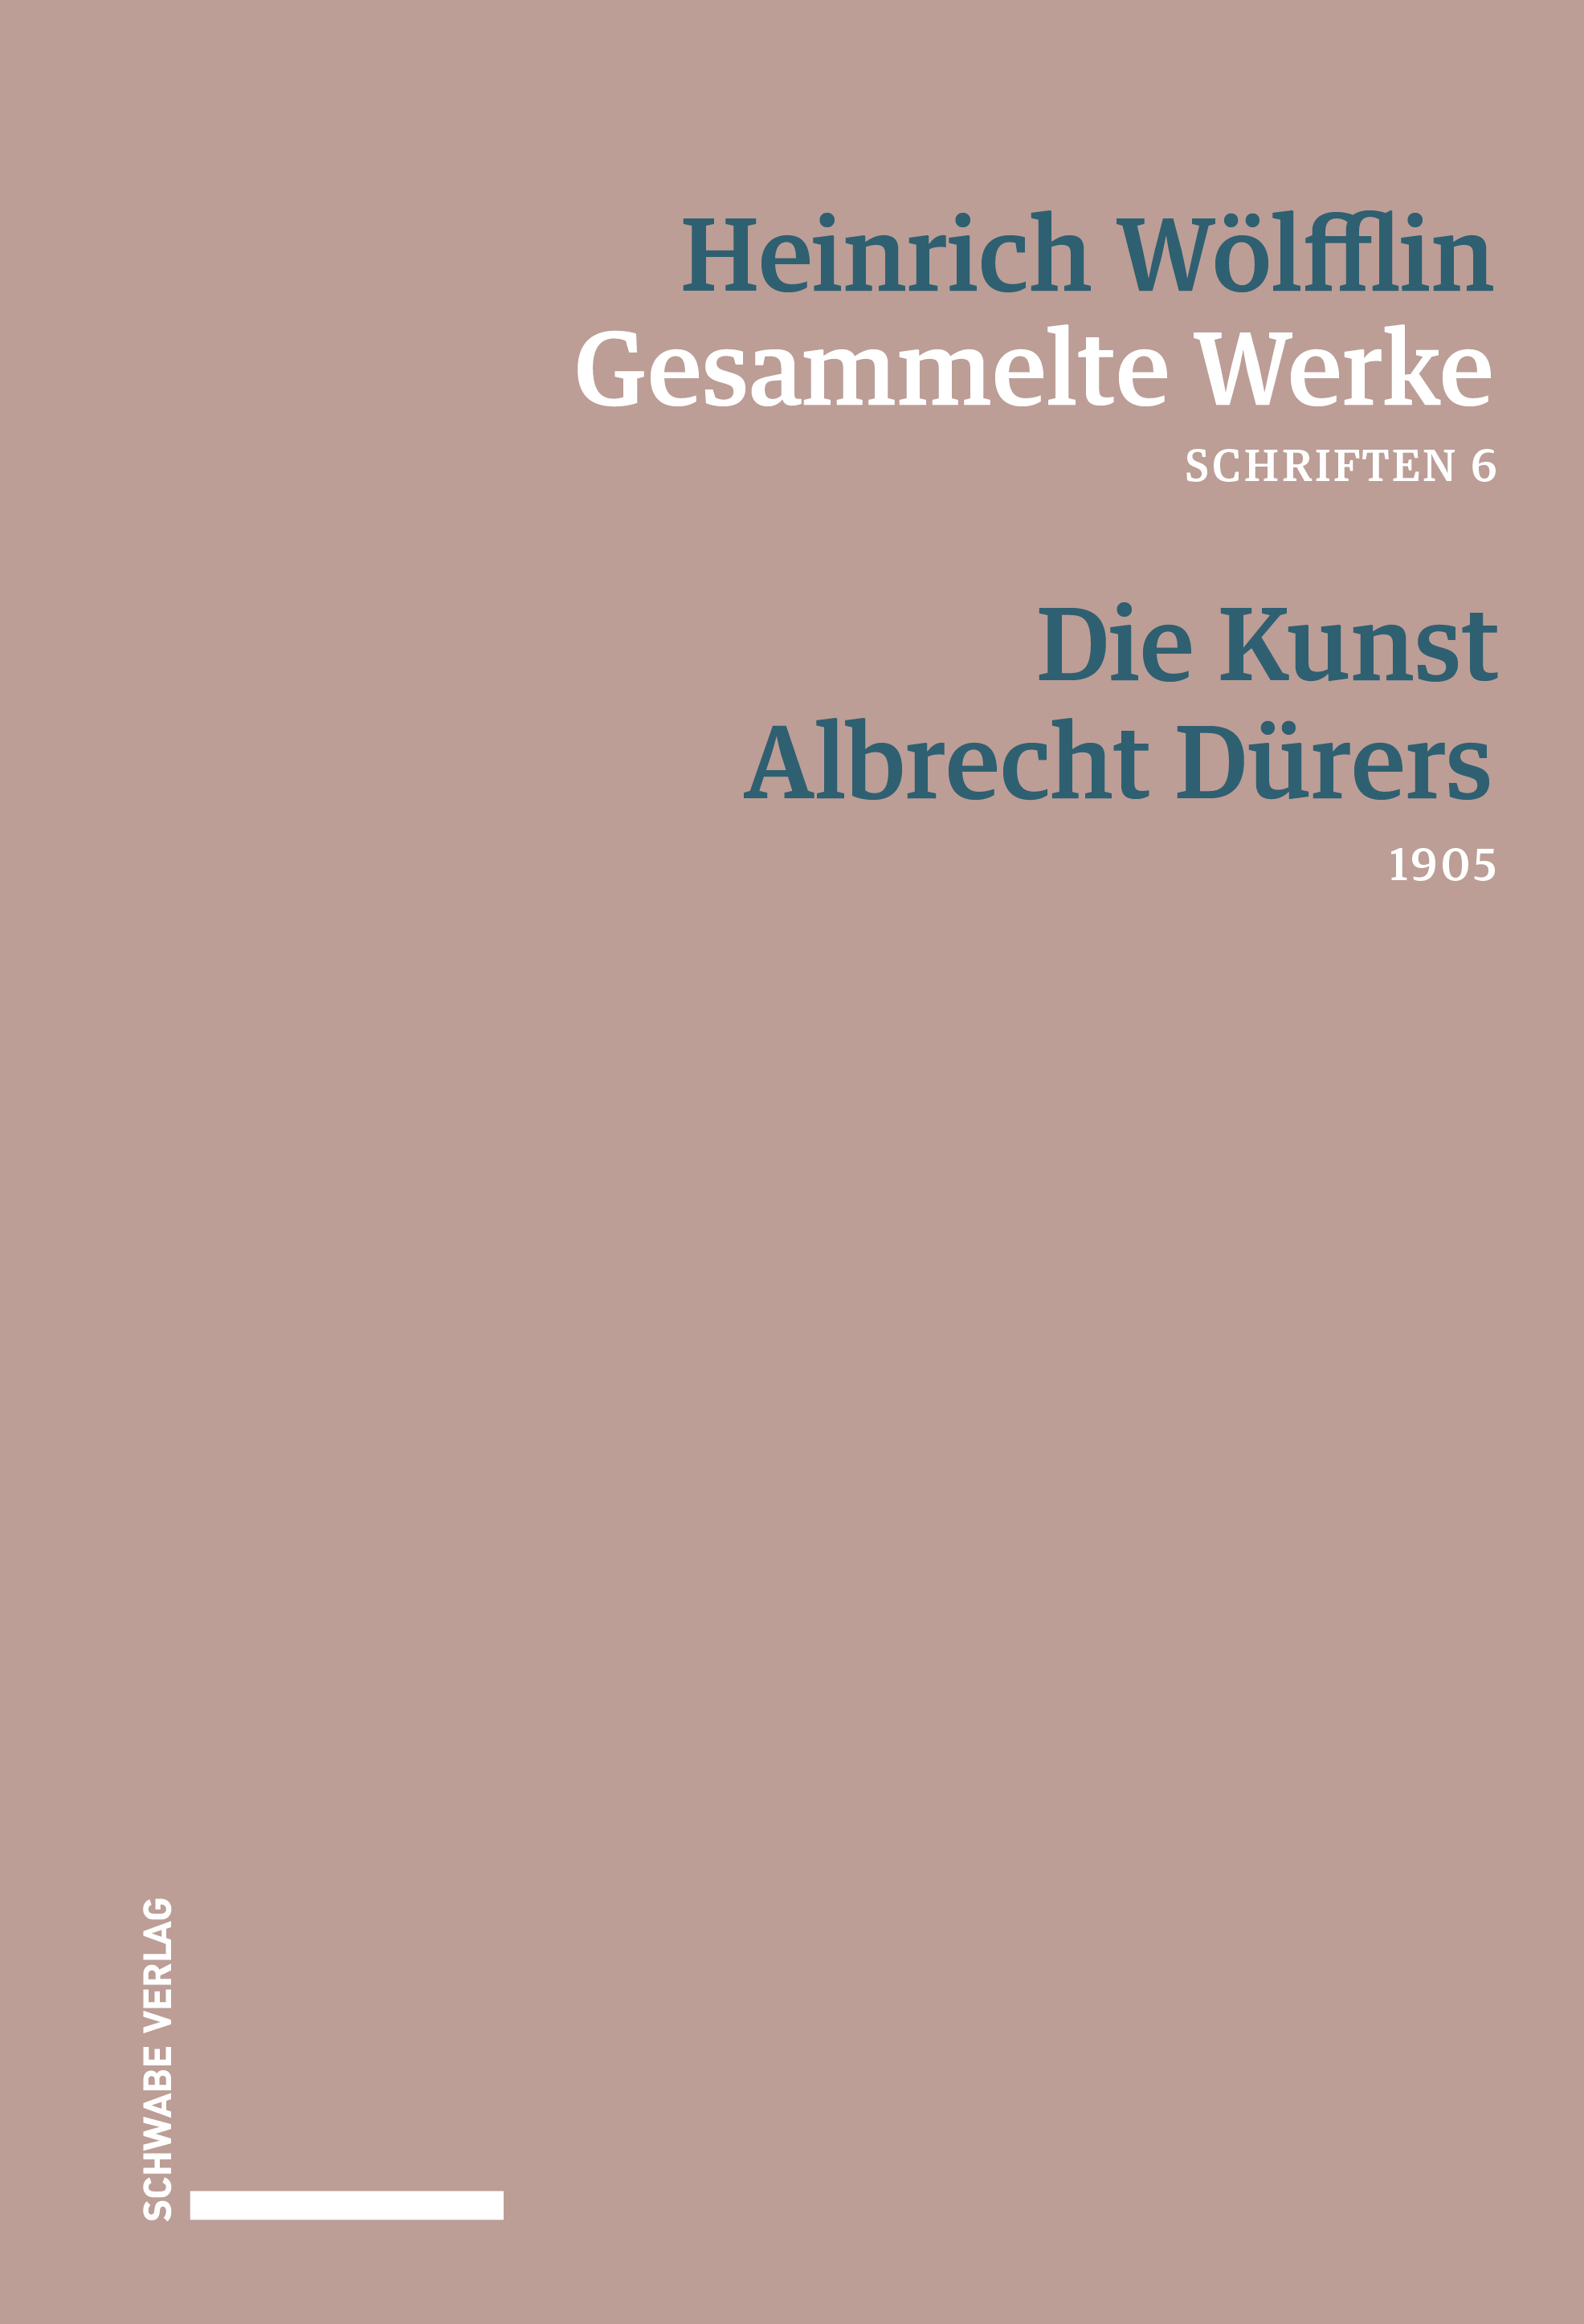 Heinrich Wölfflin
Gesammelte Werke
SCHRIFTEN 6
Die Kunst
Albrecht Dürers
1905
SCHWABE VERLAG